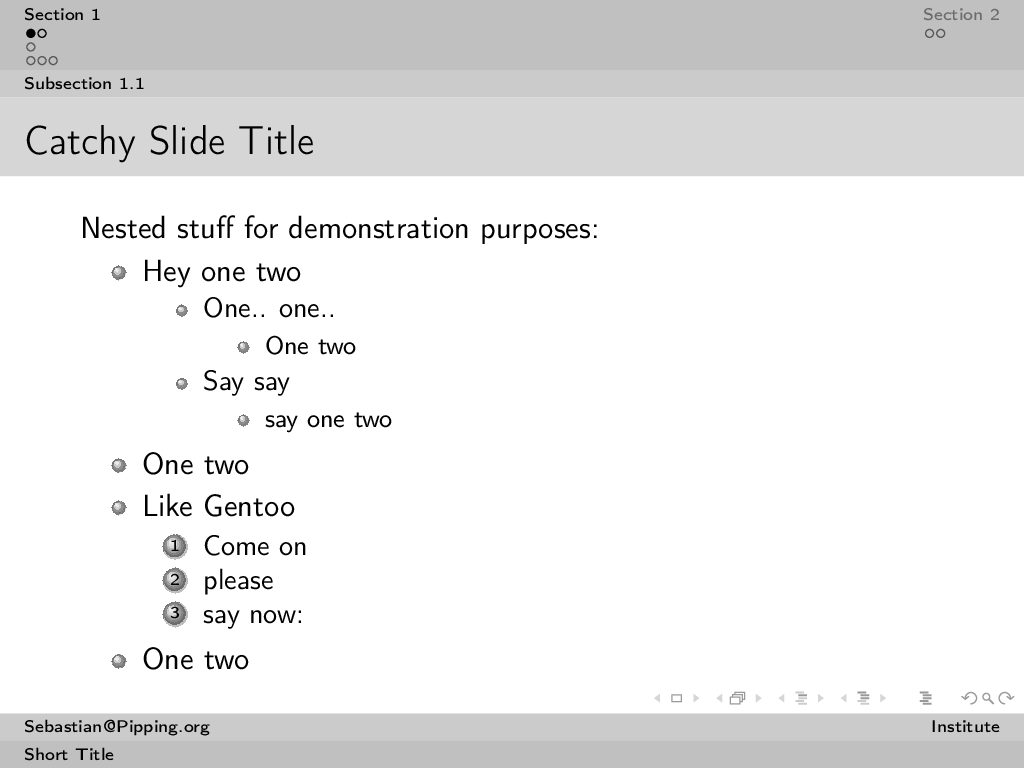 Section 1
Section 2
Subsection 1.1
Catchy Slide Title
Nested stuff for demonstration purposes:
Hey one two
One.. one..
One two
Say say
say one two
One two
Like Gentoo
1 Come on
2 please
3 say now:
One two
Sebastian@Pipping.org
Institute
Short Title